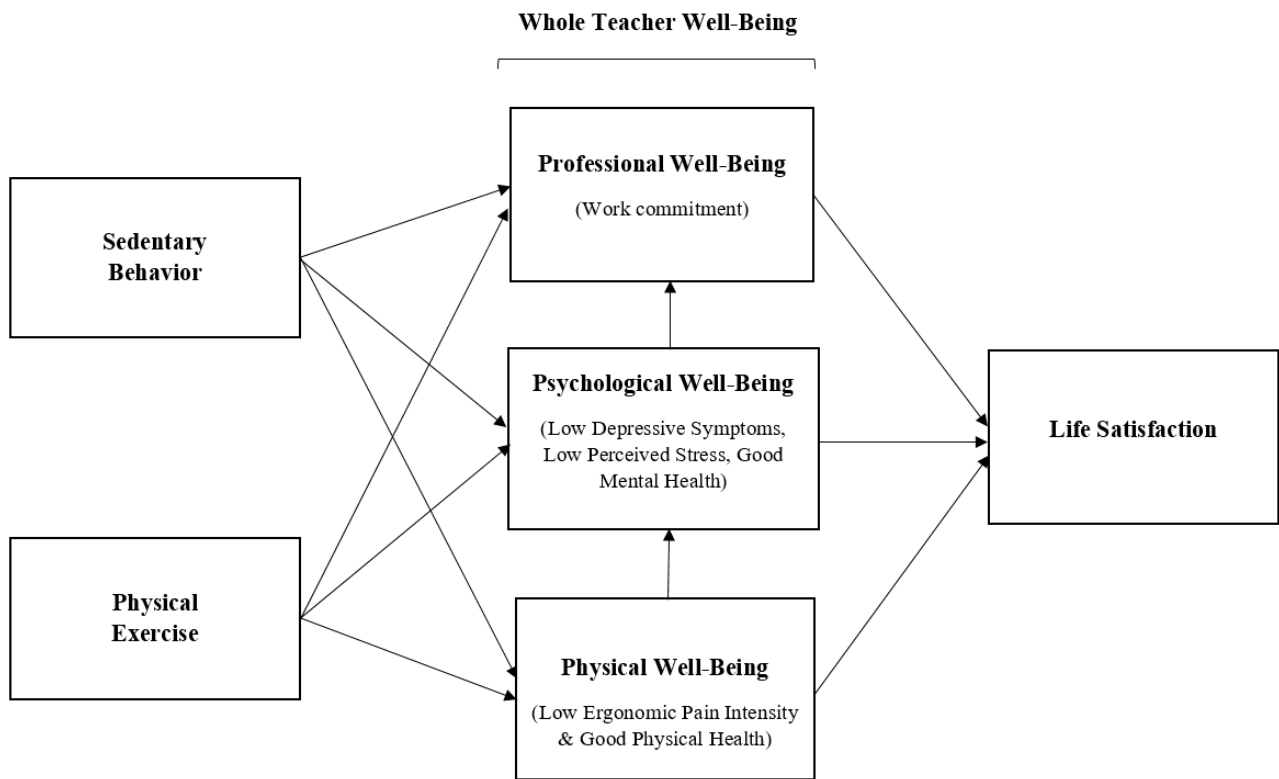 Whole Teacher Well-Being
Professional Well-Being
(Work commitment)
Sedentary
Behavior
Psychological Well-Being
(Low Depressive Symptoms,
Low Perceived Stress, Good
Mental Health)
Life Satisfaction
Physical
Exercise
Physical Well-Being
(Low Ergonomic Pain Intensity
& Good Physical Health)